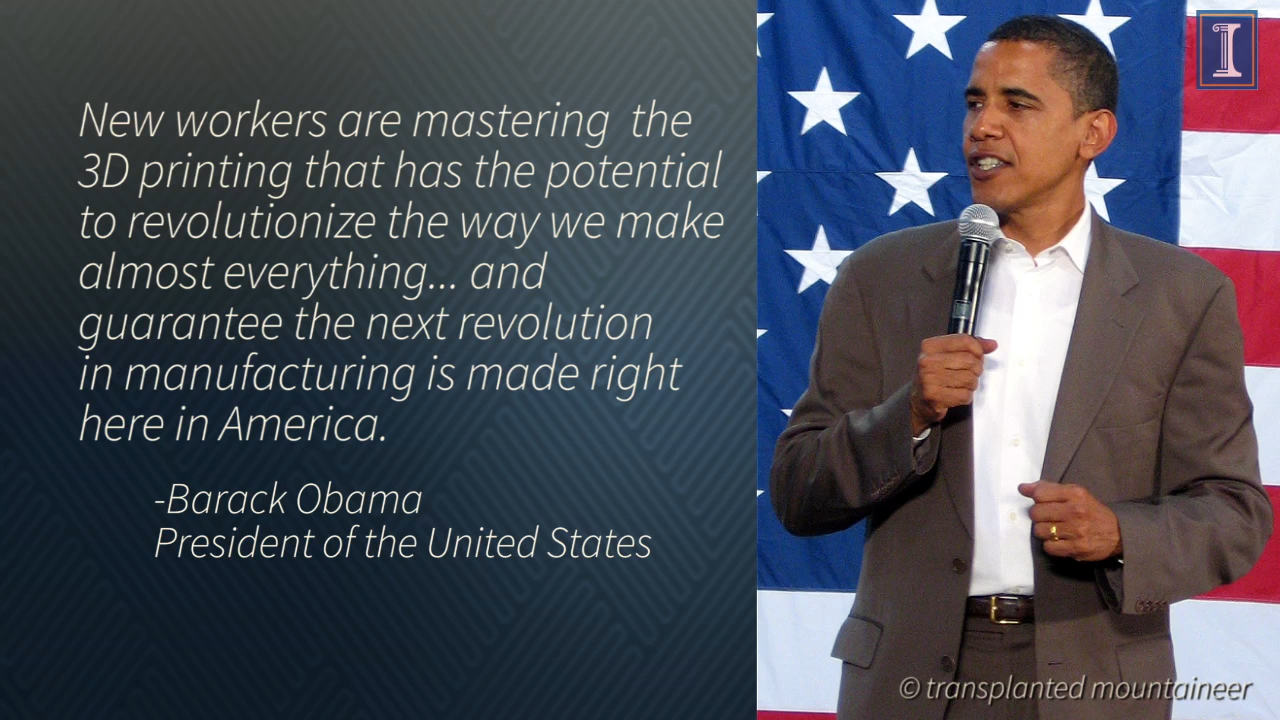 New workers are mastering the
3D printing that has the potential
to revolutionize the way we make
almost everything... and
guarantee the next revolution
in manufacturing is made right
here in America.
-Barack Obama
President of the United States
I
© transplanted mountaineer